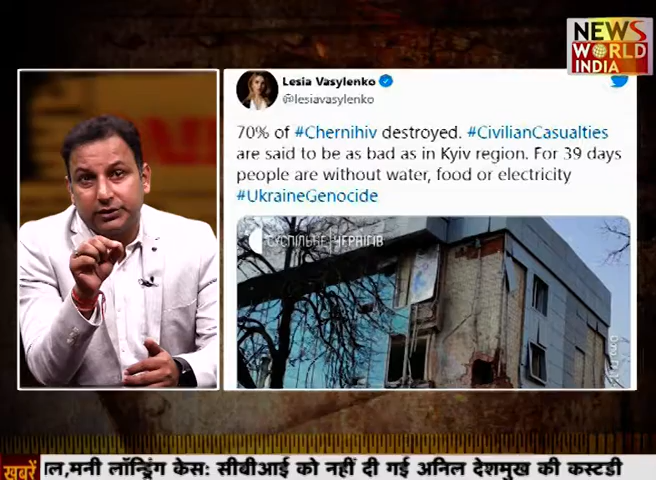 NEWS
WORLD
INDIA
Lesia Vasylenko
@lesiavasylenko
70% of #Chernihiv destroyed. #CivilianCasualties
are said to be as bad as in Kyiv region. For 39 days
people are without water, food or electricity
#UkraineGenocide
СУСПІЛЬНЕ ЧЕРНІГІВ
खबरें ल,मनी लॉन्ड्रिंग केस: सीबीआई को नहीं दी गई अनिल देशमुख की कस्टडी